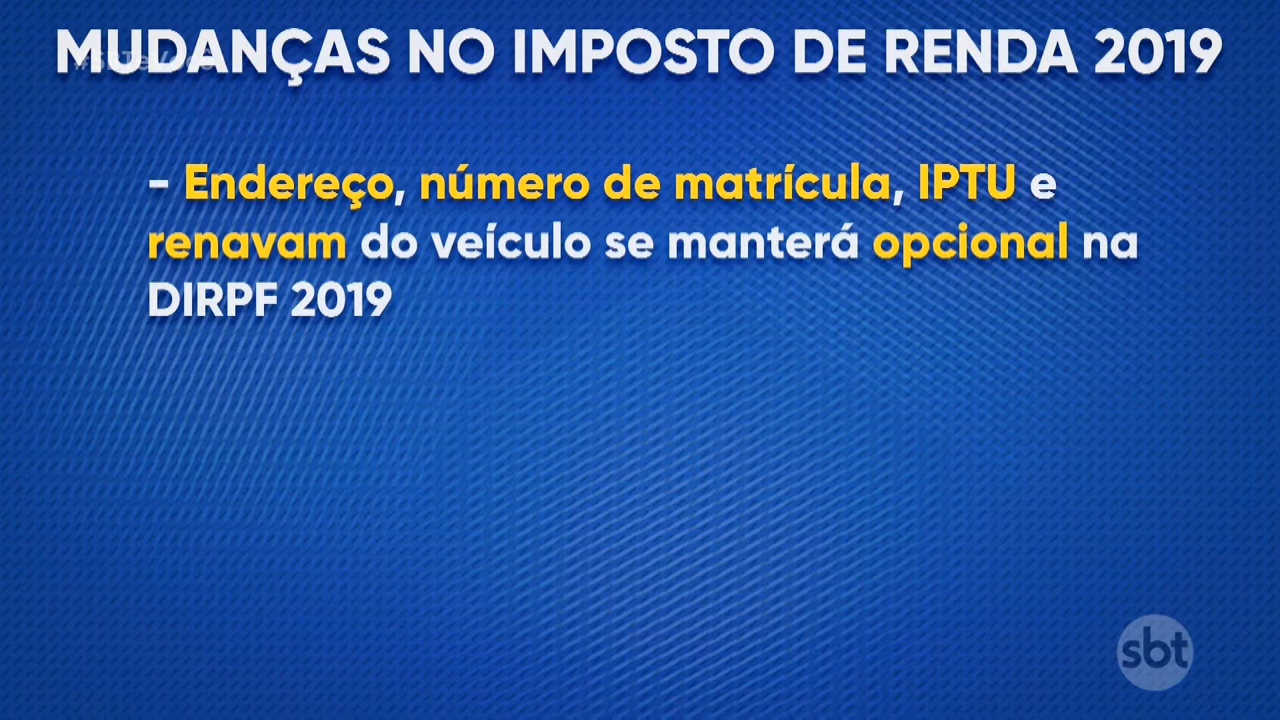 MUDANÇAS NO IMPOSTO DE RENDA 2019
- Endereço, número de matrícula, IPTU e
renavam do veículo se manterá opcional na
DIRPF 2019
sbt